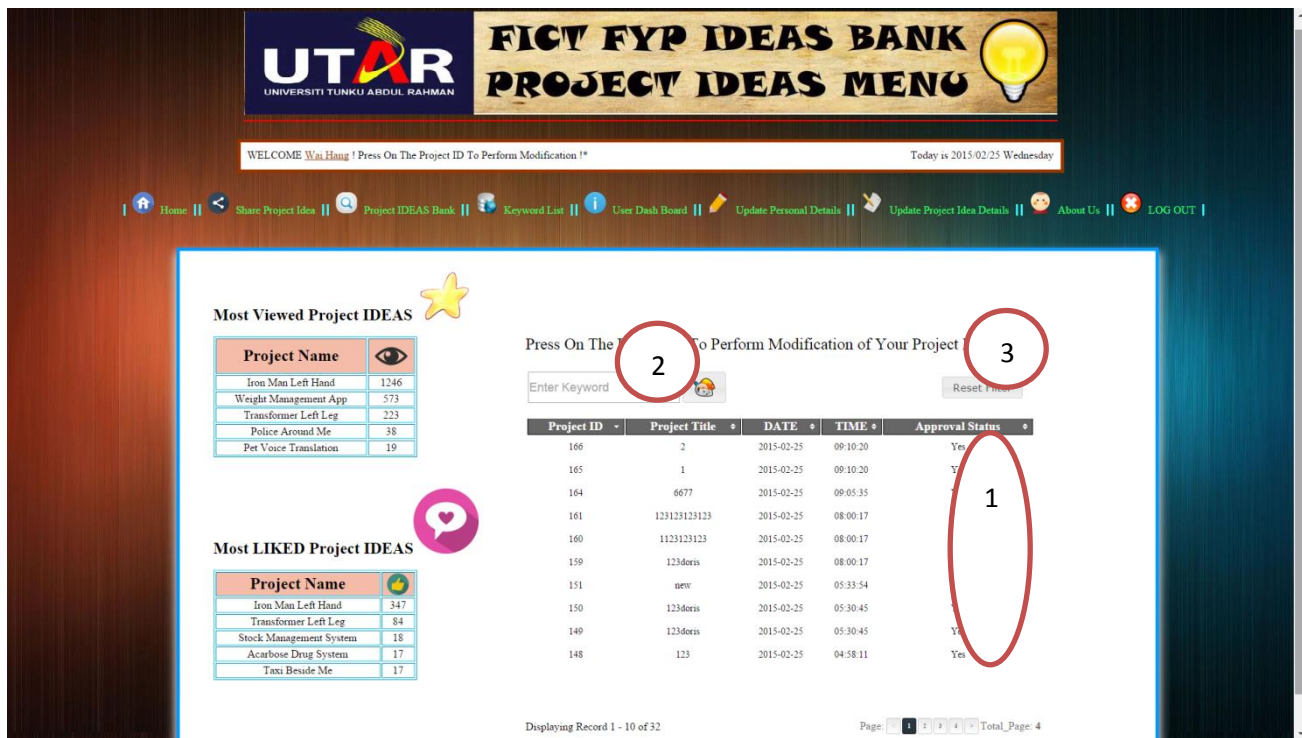 UTAR
UNIVERSITI TUNKU ABDUL RAHMAN
FICT FYP IDEAS BANK
PROJECT IDEAS MENU
WELCOME Wai Hang ! Press On The Project ID To Perform Modification !* Today is 2015/02/25 Wednesday
| Home || Share Project Idea || Project IDEAS Bank || Keyword List || User Dash Board || Update Personal Details || Update Project Idea Details || About Us || LOG OUT |
Most Viewed Project IDEAS
Project Name
Iron Man Left Hand 1246
Weight Management App 573
Transformer Left Leg 223
Police Around Me 38
Pet Voice Translation 19
Most LIKED Project IDEAS
Project Name
Iron Man Left Hand 347
Transformer Left Leg 84
Stock Management System 18
Acarbose Drug System 17
Taxi Beside Me 17
Press On The To Perform Modification of Your Project
2
3
Enter Keyword Reset Filter
Project ID Project Title DATE TIME Approval Status
166 2 2015-02-25 09:10:20 Yes
165 1 2015-02-25 09:10:20
164 6677 2015-02-25 09:05:35
1
161 123123123123 2015-02-25 08:00:17
160 1123123123 2015-02-25 08:00:17
159 123doris 2015-02-25 08:00:17
151 new 2015-02-25 05:33:54
150 123doris 2015-02-25 05:30:45
149 123doris 2015-02-25 05:30:45 Yes
148 123 2015-02-25 04:58:11 Yes
Displaying Record 1 - 10 of 32 Page: < 1 2 3 4 > Total_Page: 4